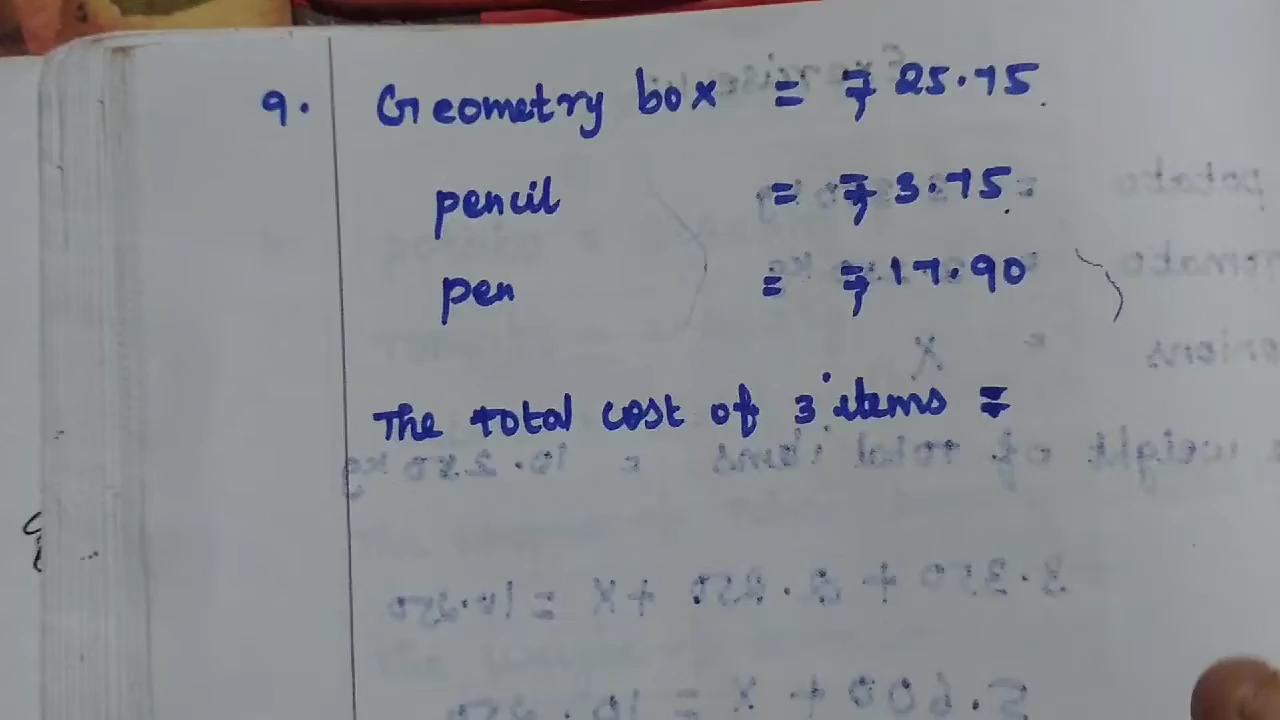 9. Geometry box = ₹ 25.75
pencil = ₹ 3.75
pen = ₹ 17.90
The total cost of 3 items =